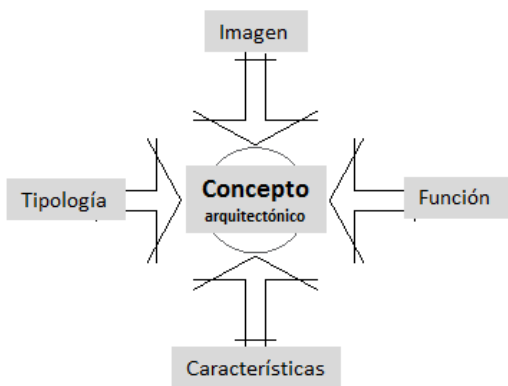 Imagen
Tipología
Concepto
arquitectónico
Función
Características